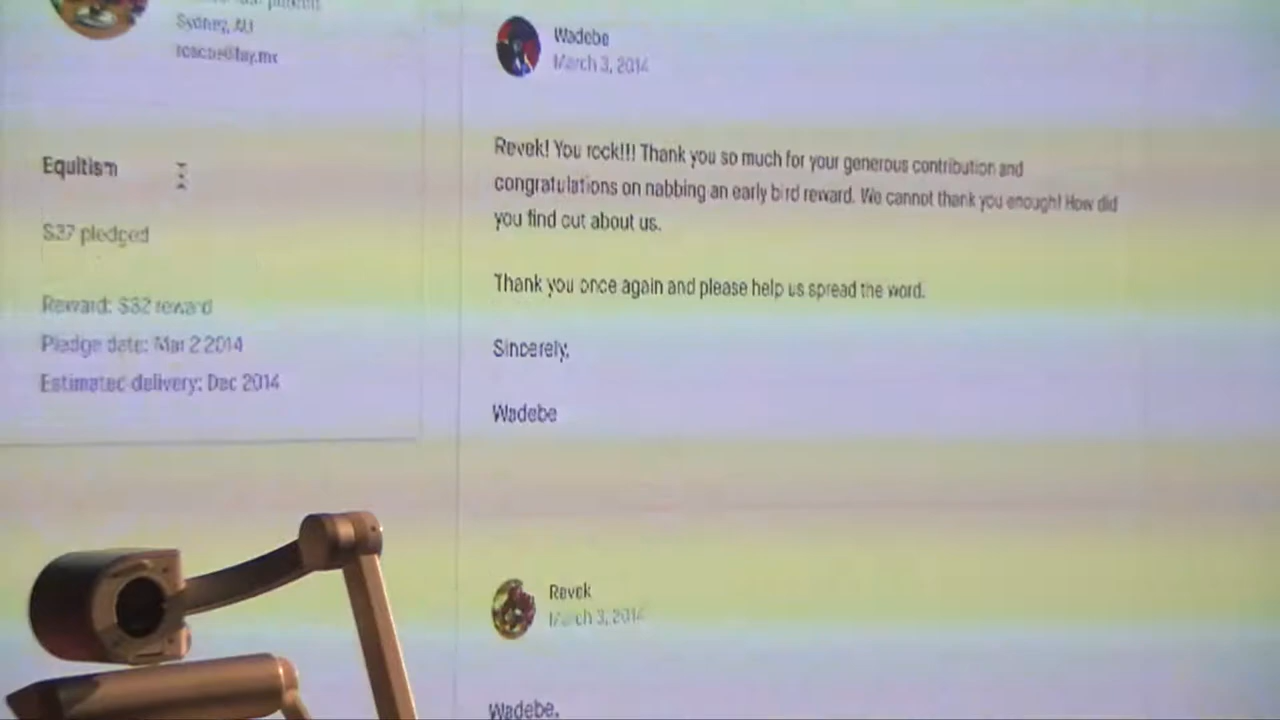 Sydney, AU
Equitism
$37 pledged
Reward: $32 reward
Pledge date: Mar 2 2014
Estimated delivery: Dec 2014
Wadebe
March 3, 2014
Revek! You rock!!! Thank you so much for your generous contribution and
congratulations on nabbing an early bird reward. We cannot thank you enough! How did
you find out about us.
Thank you once again and please help us spread the word.
Sincerely,
Wadebe
Revek
March 3, 2014
Wadebe,